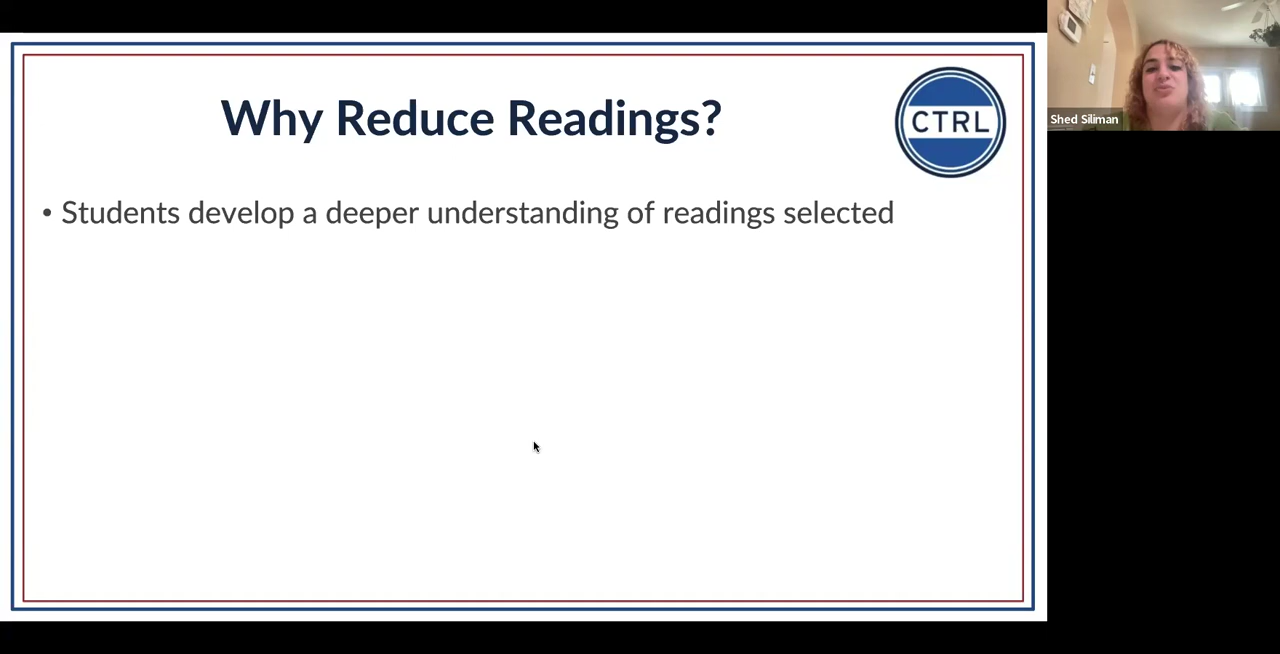 Why Reduce Readings?
CTRL
• Students develop a deeper understanding of readings selected
Shed Siliman